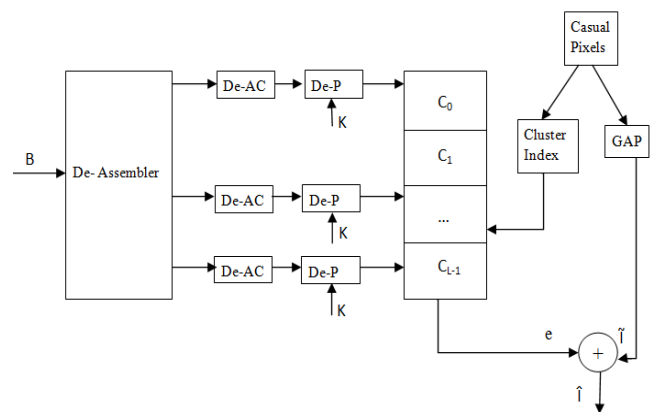 Casual
Pixels
De-AC
De-P
C₀
K
Cluster
Index
GAP
B
De- Assembler
C₁
De-AC
De-P
...
K
De-AC
De-P
C_L-1
K
e
Ĩ
+
Î